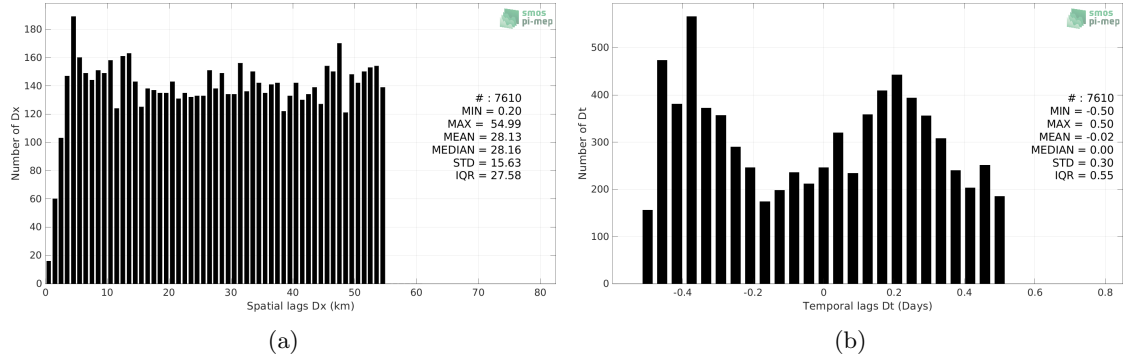 smos
pi-mep
180
160
140
120
100
80
60
40
20
0
Number of Dx
# : 7610
MIN = 0.20
MAX = 54.99
MEAN = 28.13
MEDIAN = 28.16
STD = 15.63
IQR = 27.58
0 10 20 30 40 50 60 70 80
Spatial lags Dx (km)
(a)
smos
pi-mep
500
400
300
200
100
0
Number of Dt
# : 7610
MIN = -0.50
MAX = 0.50
MEAN = -0.02
MEDIAN = 0.00
STD = 0.30
IQR = 0.55
-0.4 -0.2 0 0.2 0.4 0.6 0.8
Temporal lags Dt (Days)
(b)